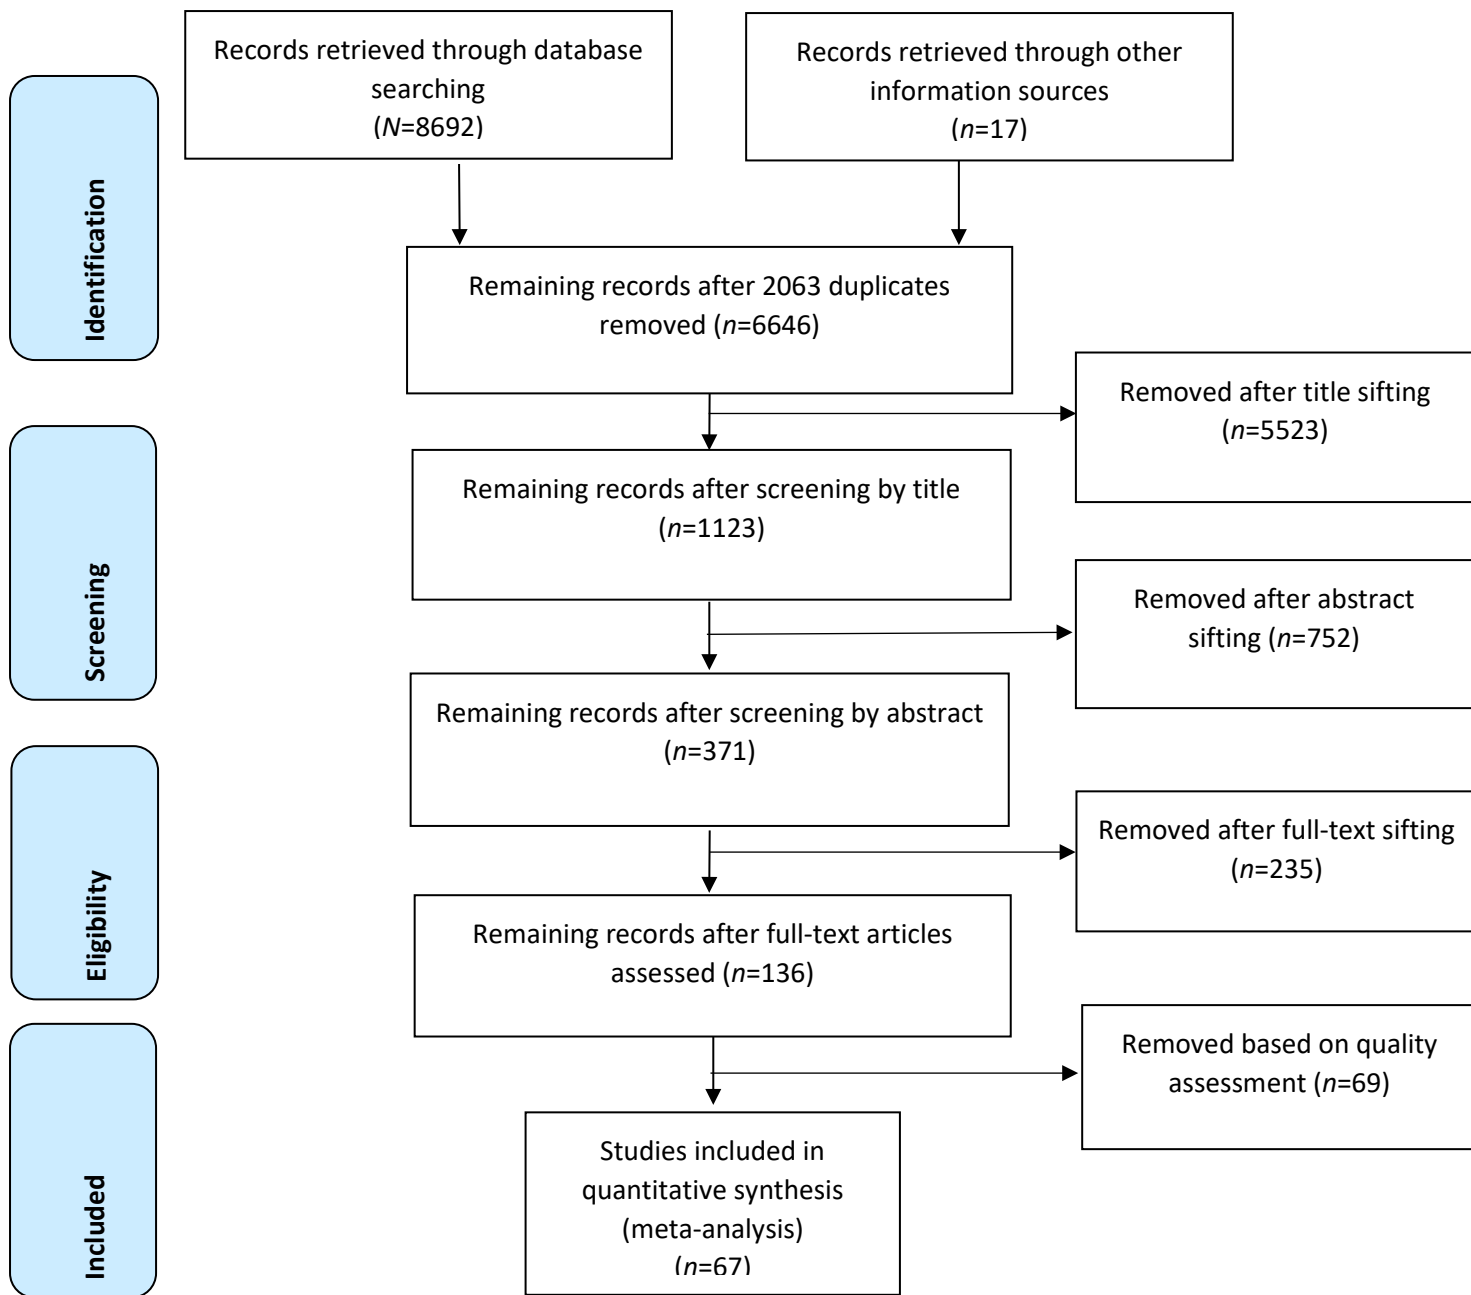 Records retrieved through database
searching
(N=8692)
Records retrieved through other
information sources
(n=17)
Identification
Remaining records after 2063 duplicates
removed (n=6646)
Removed after title sifting
(n=5523)
Screening
Remaining records after screening by title
(n=1123)
Removed after abstract
sifting (n=752)
Remaining records after screening by abstract
(n=371)
Eligibility
Removed after full-text sifting
(n=235)
Remaining records after full-text articles
assessed (n=136)
Included
Removed based on quality
assessment (n=69)
Studies included in
quantitative synthesis
(meta-analysis)
(n=67)